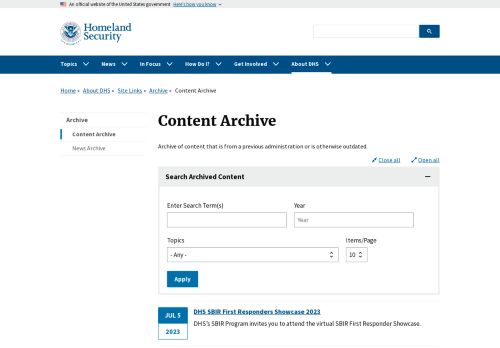 An official website of the United States government Here's how you know
Homeland
Security
Topics News In Focus How Do I? Get Involved About DHS
Home » About DHS » Site Links » Archive » Content Archive
Archive
Content Archive
News Archive
Content Archive
Archive of content that is from a previous administration or is otherwise outdated.
Close all Open all
Search Archived Content
Enter Search Term(s) Year
Year
Topics Items/Page
- Any - 10
Apply
JUL 5
2023
DHS SBIR First Responders Showcase 2023
DHS's SBIR Program invites you to attend the virtual SBIR First Responder Showcase.